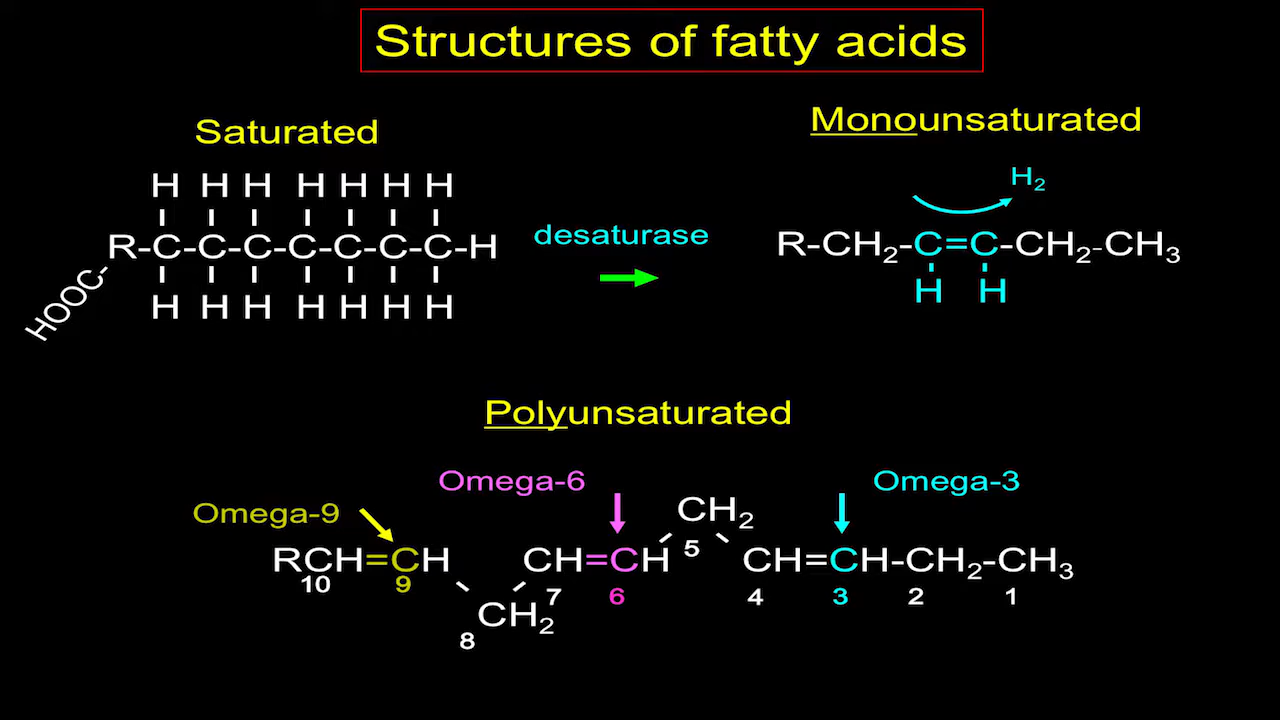 Structures of fatty acids
Saturated
H H H H H H H
R-C-C-C-C-C-C-C-H
HOOC-
H H H H H H H
desaturase
Monounsaturated
H₂
R-CH₂-C=C-CH₂-CH₃
H H
Polyunsaturated
Omega-9
Omega-6
Omega-3
CH₂
RCH=CH CH=CH CH=CH-CH₂-CH₃
CH₂
10 9 8 7 6 5 4 3 2 1